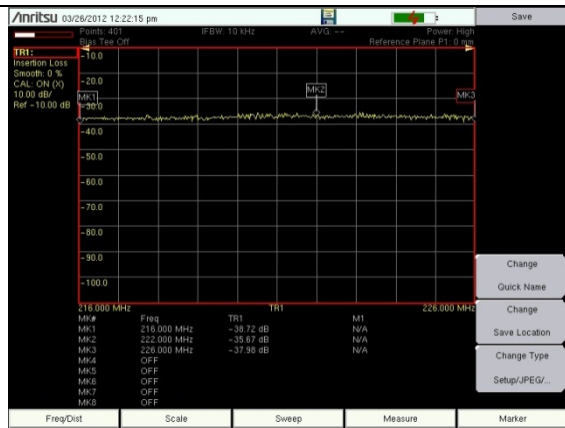 Anritsu 03/26/2012 12:22:15 pm
Save
Points: 401 IFBW: 10 kHz AVG: -- Power: High
Bias Tee Off Reference Plane P1: 0 mm
TR1:
Insertion Loss
Smooth: 0 %
CAL: ON (X)
10.00 dB/
Ref -10.00 dB
-10.0
-20.0
-30.0
-40.0
-50.0
-60.0
-70.0
-80.0
-90.0
-100.0
MK1
MK2
MK3
216.000 MHz TR1 226.000 MHz
MK# Freq TR1 M1
MK1 216.000 MHz -38.72 dB N/A
MK2 222.000 MHz -35.67 dB N/A
MK3 226.000 MHz -37.98 dB N/A
MK4 OFF
MK5 OFF
MK6 OFF
MK7 OFF
MK8 OFF
Change
Quick Name
Change
Save Location
Change Type
Setup/JPEG/...
Freq/Dist Scale Sweep Measure Marker